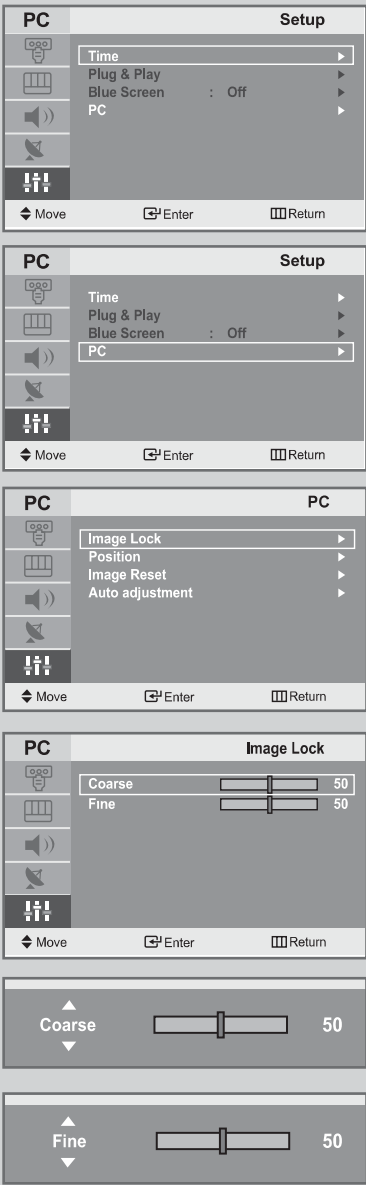 PC Setup
Time
Plug & Play
Blue Screen : Off
PC
Move Enter Return
PC Setup
Time
Plug & Play
Blue Screen : Off
PC
Move Enter Return
PC PC
Image Lock
Position
Image Reset
Auto adjustment
Move Enter Return
PC Image Lock
Coarse 50
Fine 50
Move Enter Return
Coarse 50
Fine 50